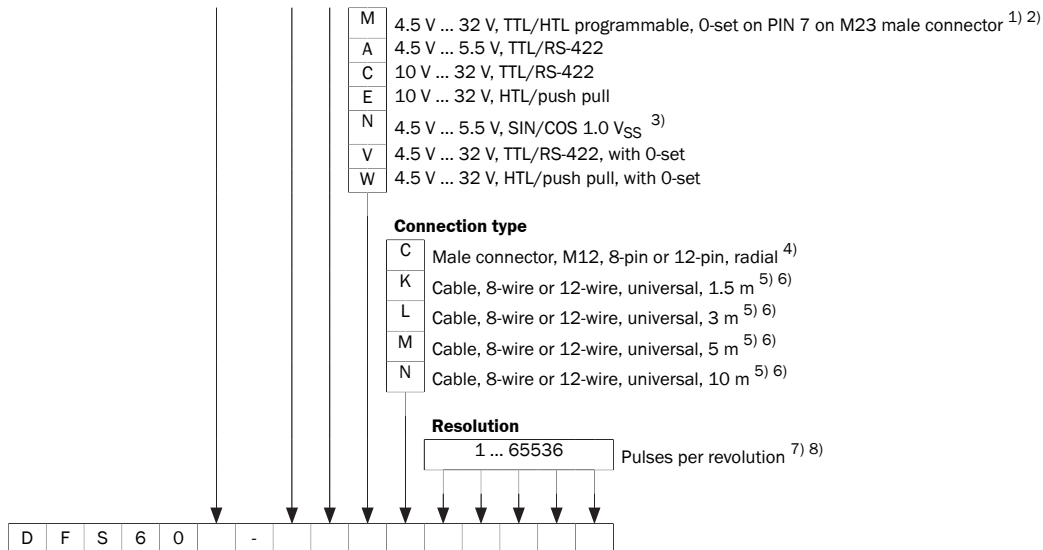 M 4.5 V ... 32 V, TTL/HTL programmable, 0-set on PIN 7 on M23 male connector 1) 2)
A 4.5 V ... 5.5 V, TTL/RS-422
C 10 V ... 32 V, TTL/RS-422
E 10 V ... 32 V, HTL/push pull
N 4.5 V ... 5.5 V, SIN/COS 1.0 VSS 3)
V 4.5 V ... 32 V, TTL/RS-422, with 0-set
W 4.5 V ... 32 V, HTL/push pull, with 0-set
Connection type
C Male connector, M12, 8-pin or 12-pin, radial 4)
K Cable, 8-wire or 12-wire, universal, 1.5 m 5) 6)
L Cable, 8-wire or 12-wire, universal, 3 m 5) 6)
M Cable, 8-wire or 12-wire, universal, 5 m 5) 6)
N Cable, 8-wire or 12-wire, universal, 10 m 5) 6)
Resolution
1 ... 65536 Pulses per revolution 7) 8)
D F S 6 0 -